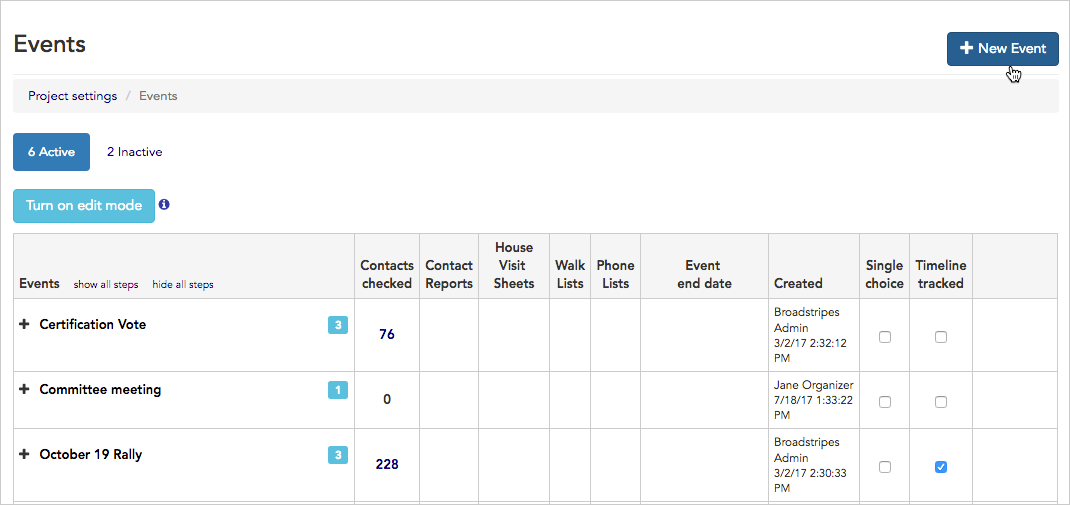 Events
+ New Event
Project settings / Events
6 Active 2 Inactive
Turn on edit mode i
Events show all steps hide all steps
Contacts
checked
Contact
Reports
House
Visit
Sheets
Walk
Lists
Phone
Lists
Event
end date
Created
Single
choice
Timeline
tracked
+ Certification Vote 3
76
Broadstripes
Admin
3/2/17 2:32:12
PM
+ Committee meeting 1
0
Jane Organizer
7/18/17 1:33:22
PM
+ October 19 Rally 3
228
Broadstripes
Admin
3/2/17 2:30:33
PM